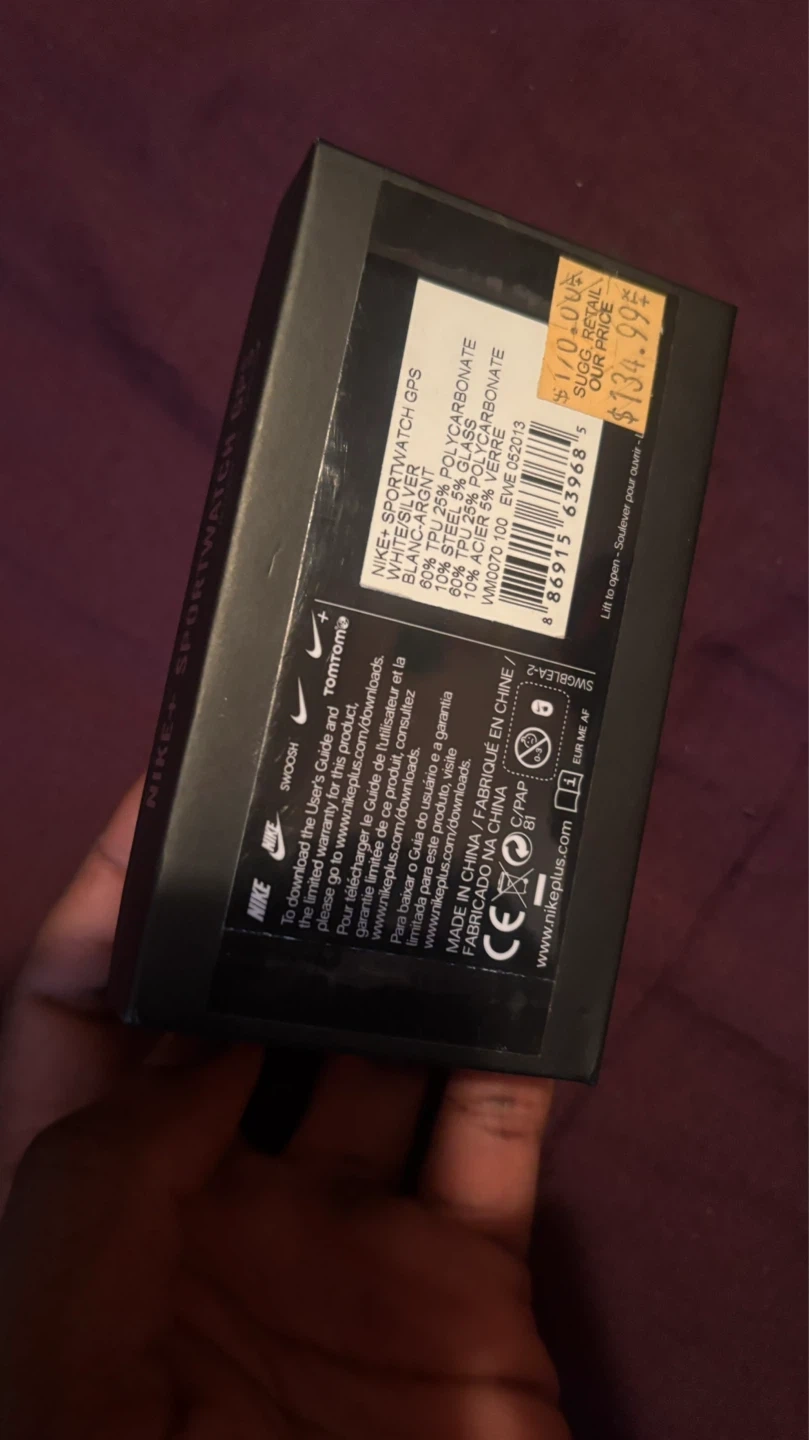 NIKE+ SPORTWATCH GPS
NIKE NIKE SWOOSH
TOMTOM
To download the User's Guide and
the limited warranty for this product,
please go to www.nikeplus.com/downloads.
Pour télécharger le Guide de l'utilisateur et la
garantie limitée de ce produit, consultez
www.nikeplus.com/downloads.
Para baixar o Guia do usuário e a garantia
limitada para este produto, visite
www.nikeplus.com/downloads.
MADE IN CHINA / FABRIQUÉ EN CHINE /
FABRICADO NA CHINA
CE
C/PAP
81
0-3
SWGBLEA-2
www.nikeplus.com
1
EUR ME AF
NIKE+ SPORTWATCH GPS
WHITE/SILVER
BLANC-ARGNT
60% TPU 25% POLYCARBONATE
10% STEEL 5% GLASS
60% TPU 25% POLYCARBONATE
10% ACIER 5% VERRE
WM0070 100 EWE 052013
8 86915 63968 5
SUGG. RETAIL
OUR PRICE
$134.99
Lift to open - Soulever pour ouvrir -